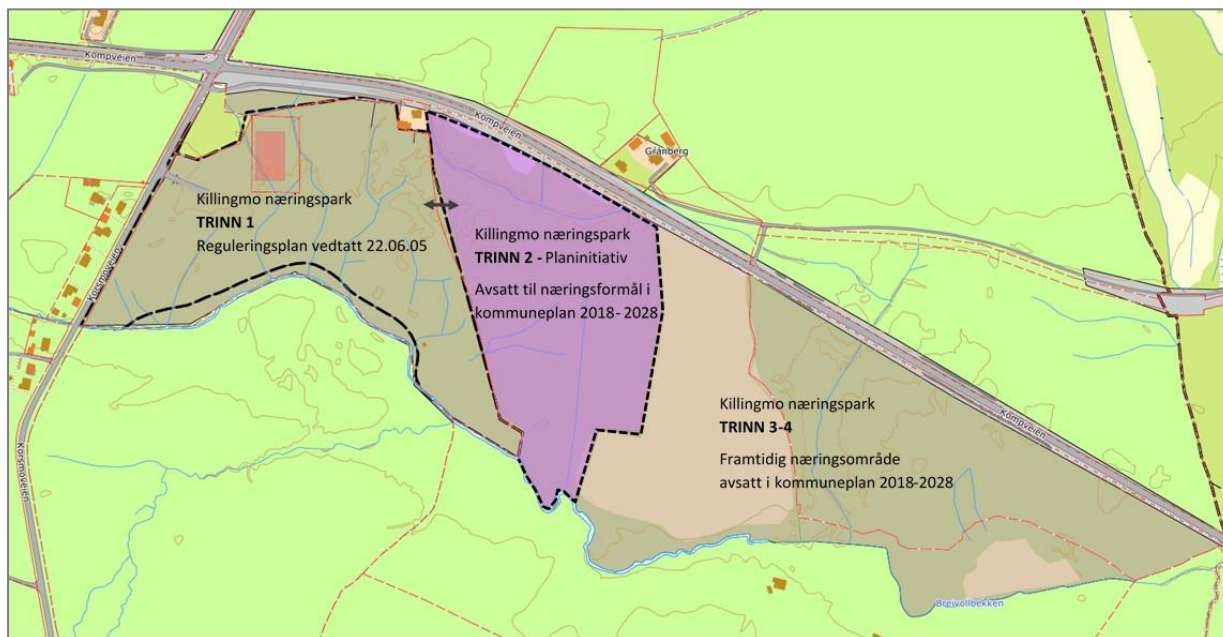 Kompveien
Kompveien
Grånberg
Killingmo næringspark
TRINN 1
Reguleringsplan vedtatt 22.06.05
Korsmoveien
Killingmo næringspark
TRINN 2 - Planinitiativ
Avsatt til næringsformål i
kommuneplan 2018- 2028
Killingmo næringspark
TRINN 3-4
Framtidig næringsområde
avsatt i kommuneplan 2018-2028
Kompveien
Korsmoveien
Breivollbekken